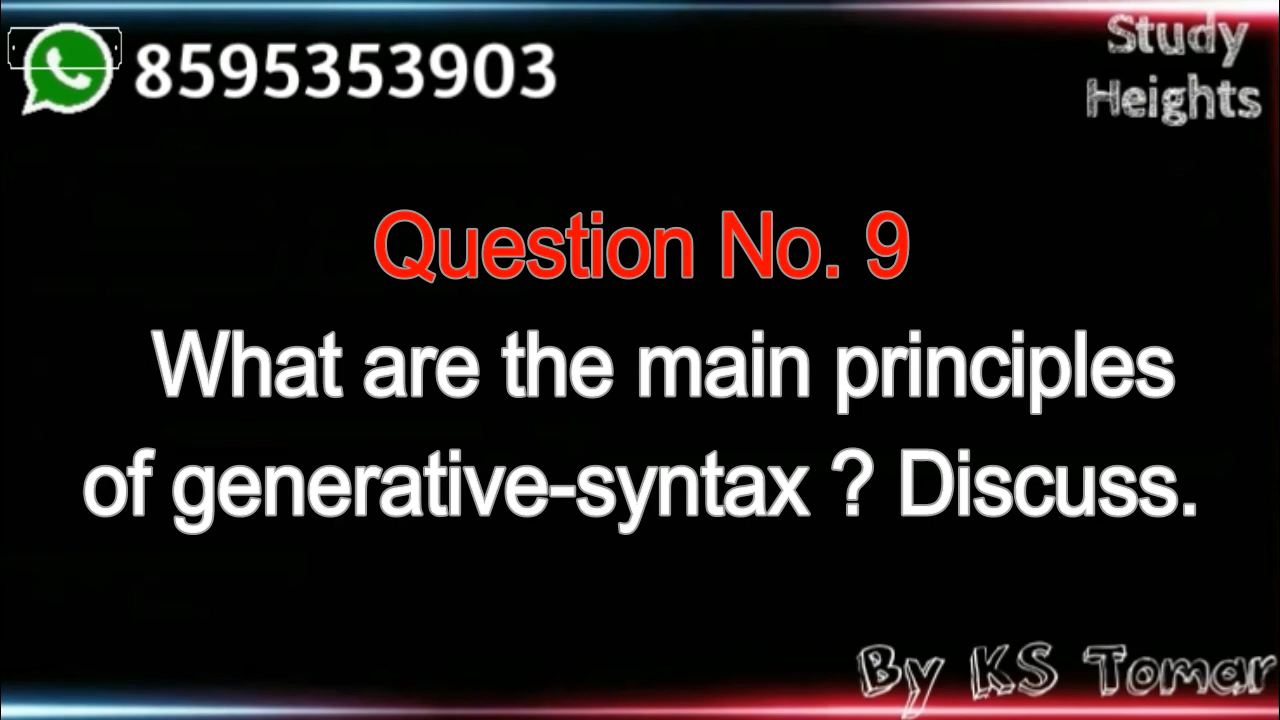 8595353903
Study
Heights
Question No. 9
What are the main principles
of generative-syntax ? Discuss.
By KS Tomar